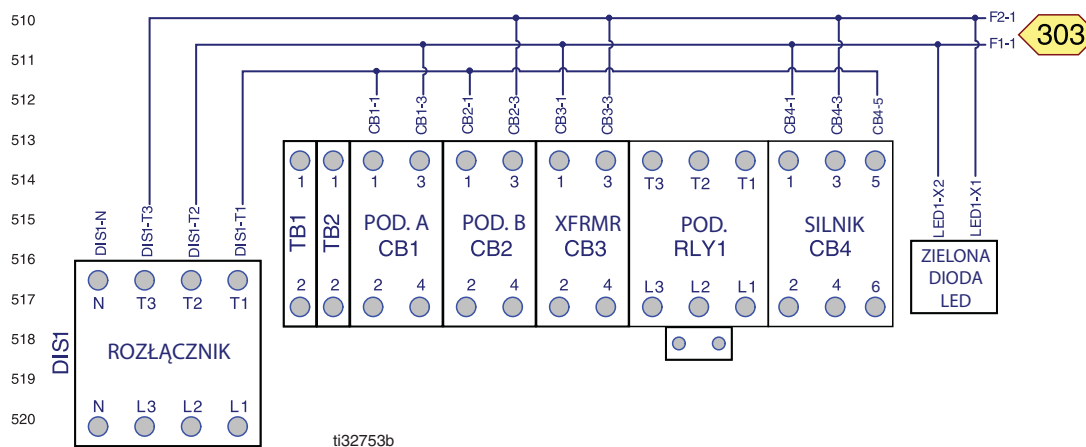 510
511
512
513
514
515
516
517
518
519
520
F2-1
F1-1
303
CB1-1
CB1-3
CB2-1
CB2-3
CB3-1
CB3-3
CB4-1
CB4-3
CB4-5
DIS1-N
DIS1-T3
DIS1-T2
DIS1-T1
LED1-X2
LED1-X1
1 1 1 3 1 3 1 3 T3 T2 T1 1 3 5
TB1
TB2
POD. A
CB1
POD. B
CB2
XFRMR
CB3
POD.
RLY1
SILNIK
CB4
2 2 2 4 2 4 2 4 L3 L2 L1 2 4 6
ZIELONA
DIODA
LED
N T3 T2 T1
DIS1
ROZŁĄCZNIK
N L3 L2 L1
ti32753b